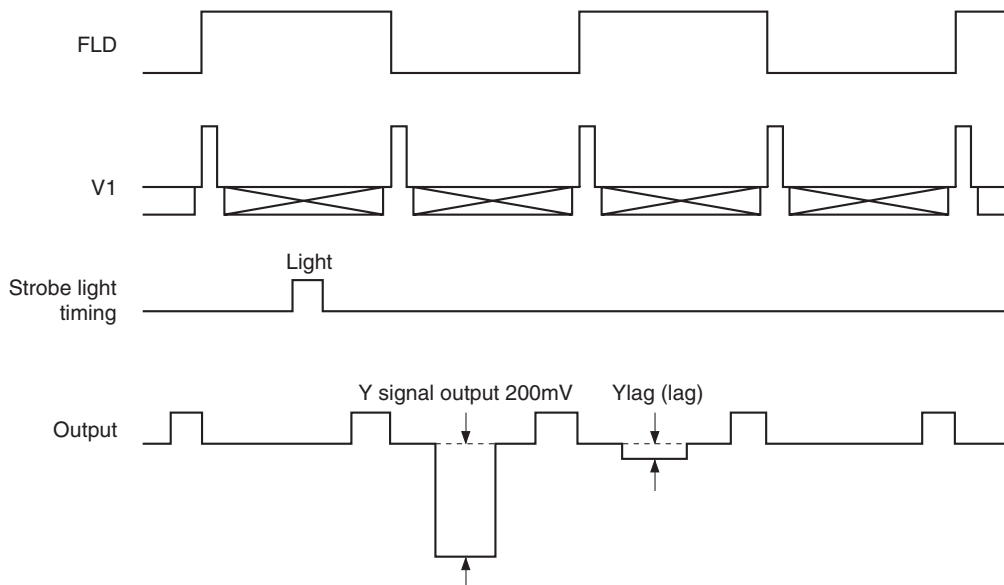 FLD
V1
Light
Strobe light
timing
Y signal output 200mV
Ylag (lag)
Output